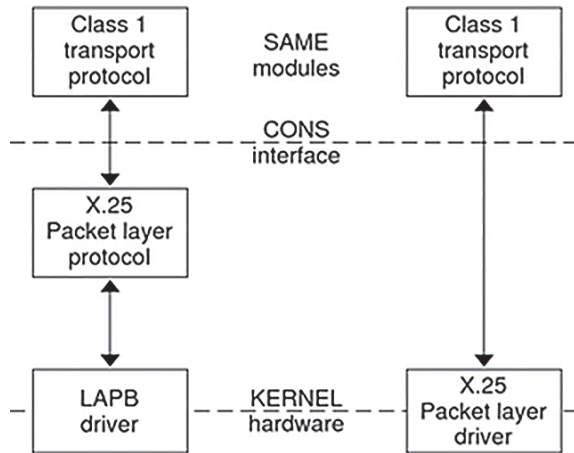 Class 1
transport
protocol
SAME
modules
Class 1
transport
protocol
CONS
interface
X.25
Packet layer
protocol
LAPB
driver
KERNEL
hardware
X.25
Packet layer
driver